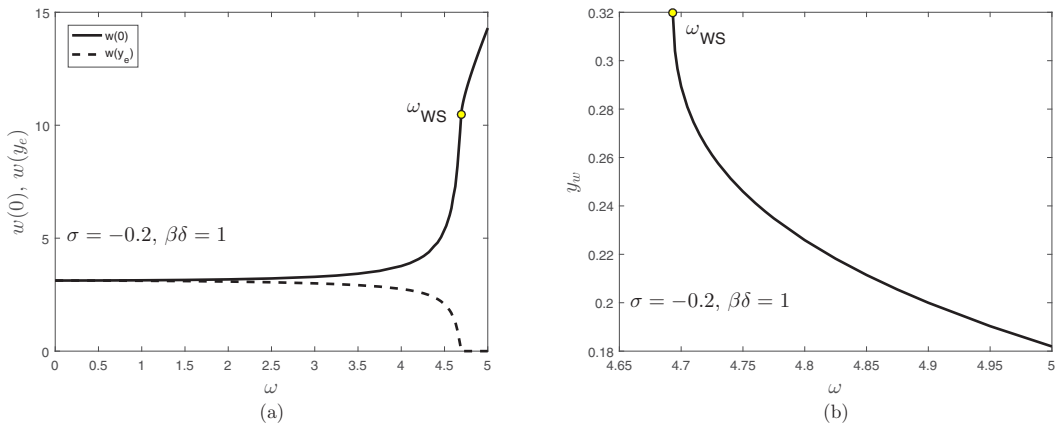 w(0)
w(y_e)
ω_WS
σ = −0.2, βδ = 1
w(0), w(y_e)
15
10
5
0
0 0.5 1 1.5 2 2.5 3 3.5 4 4.5 5
ω
(a)
ω_WS
σ = −0.2, βδ = 1
y_w
0.32
0.3
0.28
0.26
0.24
0.22
0.2
0.18
4.65 4.7 4.75 4.8 4.85 4.9 4.95 5
ω
(b)